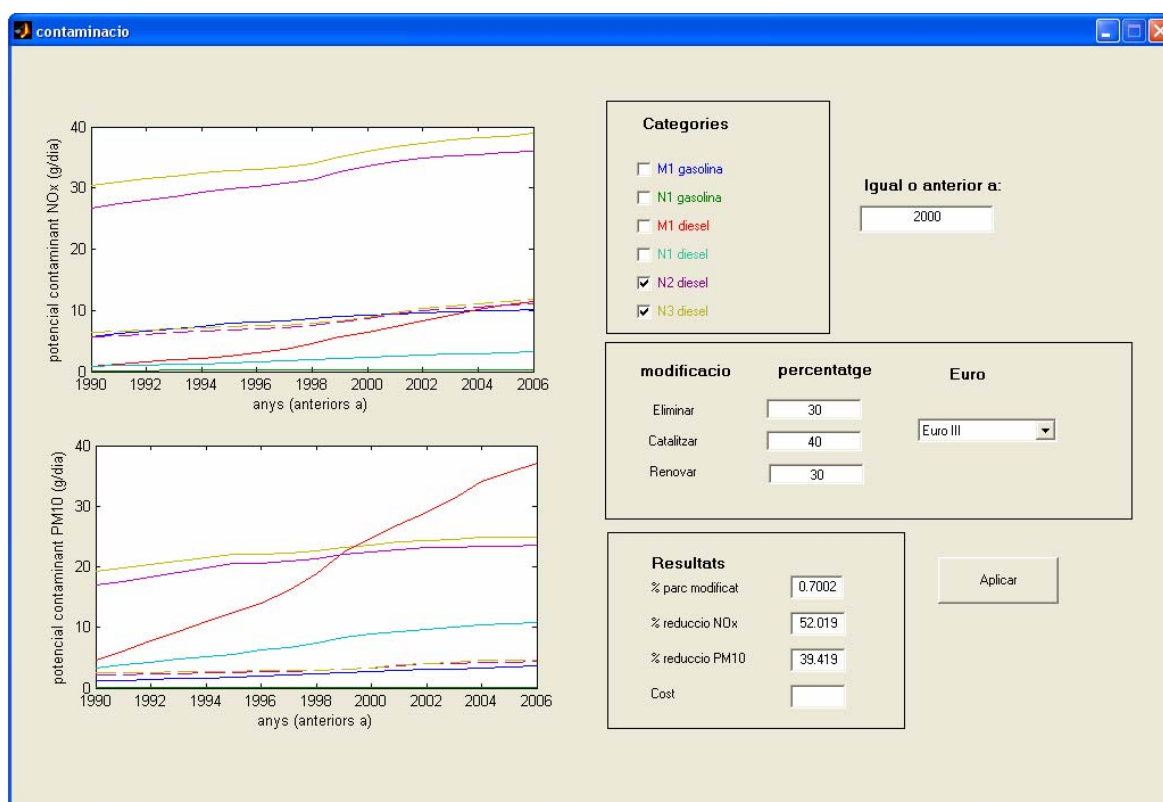 contaminacio
potencial contaminant NOx (g/dia)
40
30
20
10
0
1990 1992 1994 1996 1998 2000 2002 2004 2006
anys (anteriors a)
potencial contaminant PM10 (g/dia)
40
30
20
10
0
1990 1992 1994 1996 1998 2000 2002 2004 2006
anys (anteriors a)
Categories
M1 gasolina
N1 gasolina
M1 diesel
N1 diesel
N2 diesel
N3 diesel
Igual o anterior a:
2000
modificacio percentatge Euro
Eliminar 30
Catalitzar 40
Renovar 30
Euro III
Resultats
% parc modificat 0.7002
% reduccio NOx 52.019
% reduccio PM10 39.419
Cost
Aplicar